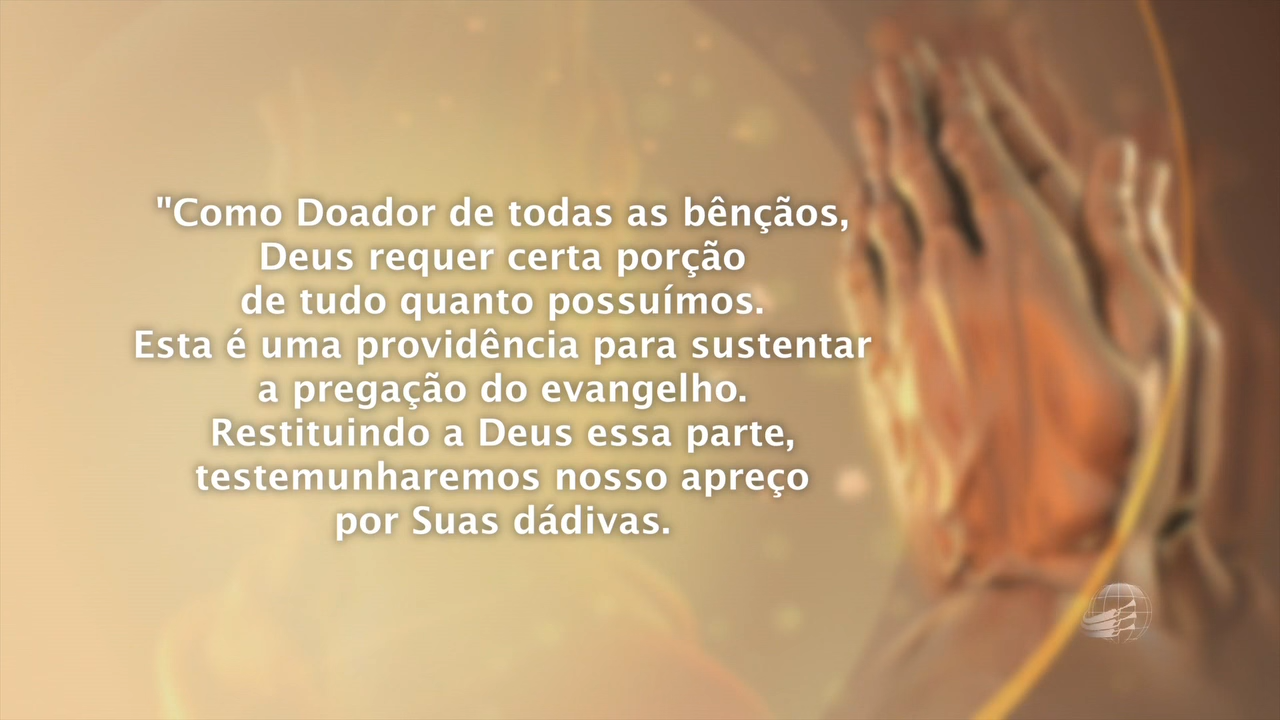 "Como Doador de todas as bênçãos,
Deus requer certa porção
de tudo quanto possuímos.
Esta é uma providência para sustentar
a pregação do evangelho.
Restituindo a Deus essa parte,
testemunharemos nosso apreço
por Suas dádivas.